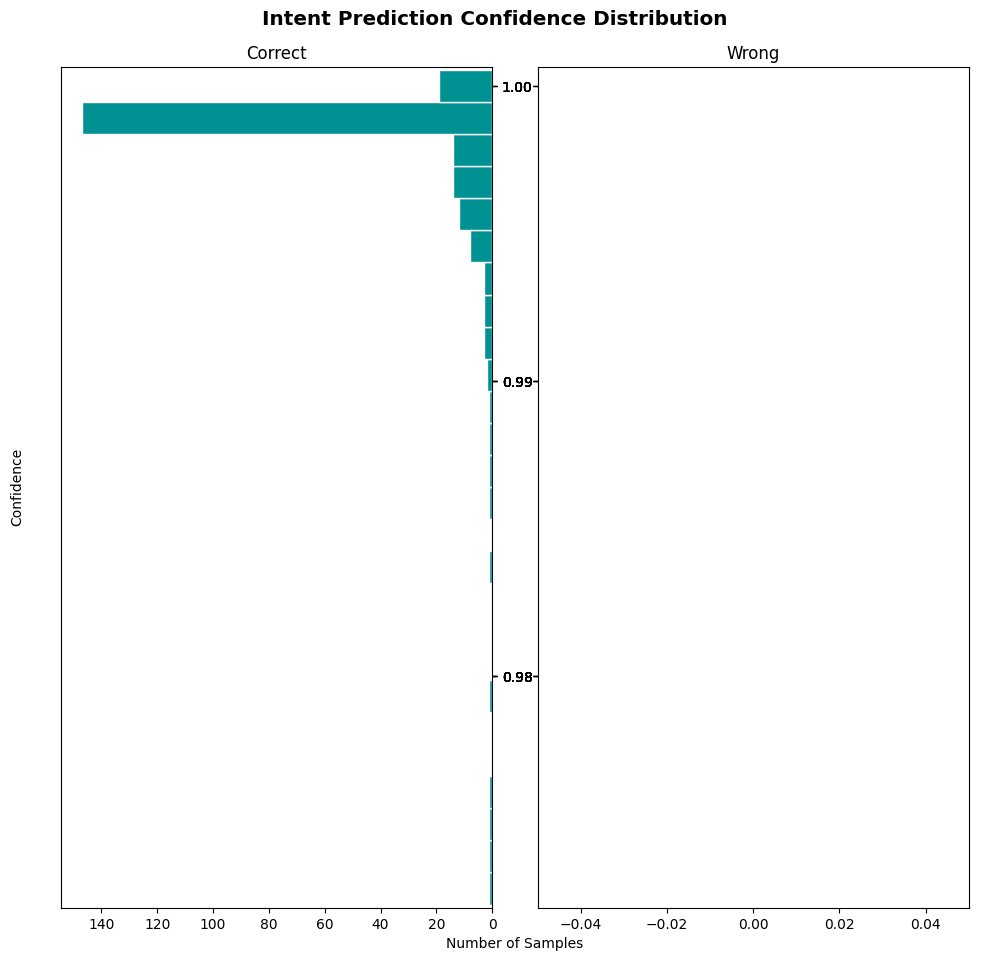 Intent Prediction Confidence Distribution
Correct
Wrong
1.00
0.99
0.98
Confidence
140 120 100 80 60 40 20 0
−0.04 −0.02 0.00 0.02 0.04
Number of Samples